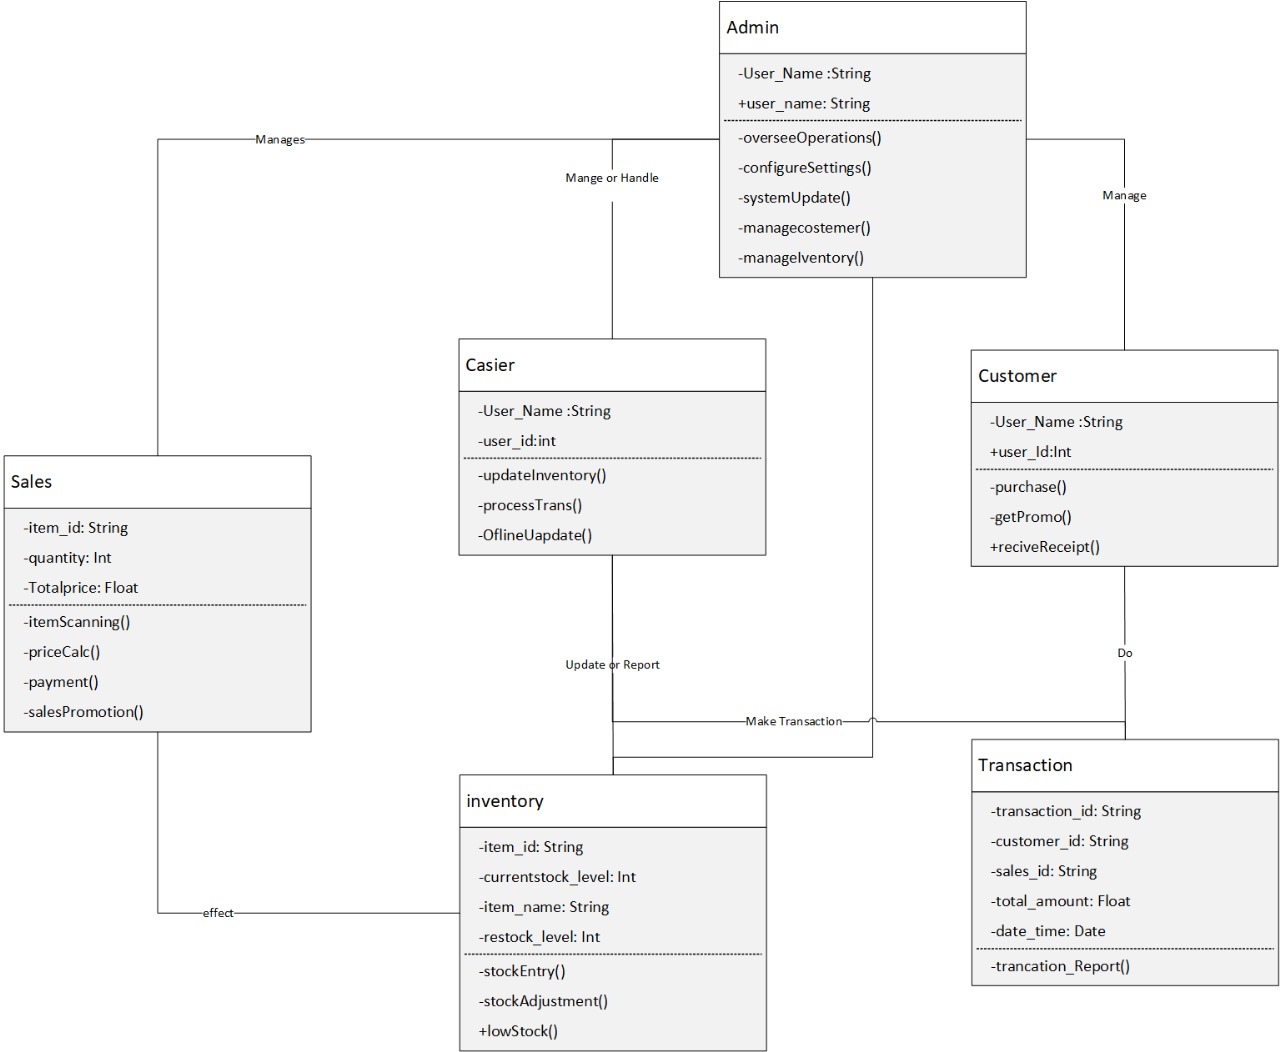 Admin
-User_Name :String
+user_name: String
-overseeOperations()
-configureSettings()
-systemUpdate()
-managecostemer()
-manageIventory()
Manages
Mange or Handle
Manage
Casier
-User_Name :String
-user_id:int
-updateInventory()
-processTrans()
-OflineUapdate()
Customer
-User_Name :String
+user_Id:Int
-purchase()
-getPromo()
+reciveReceipt()
Sales
-item_id: String
-quantity: Int
-Totalprice: Float
-itemScanning()
-priceCalc()
-payment()
-salesPromotion()
Update or Report
Do
Make Transaction
inventory
-item_id: String
-currentstock_level: Int
-item_name: String
-restock_level: Int
-stockEntry()
-stockAdjustment()
+lowStock()
Transaction
-transaction_id: String
-customer_id: String
-sales_id: String
-total_amount: Float
-date_time: Date
-trancation_Report()
effect